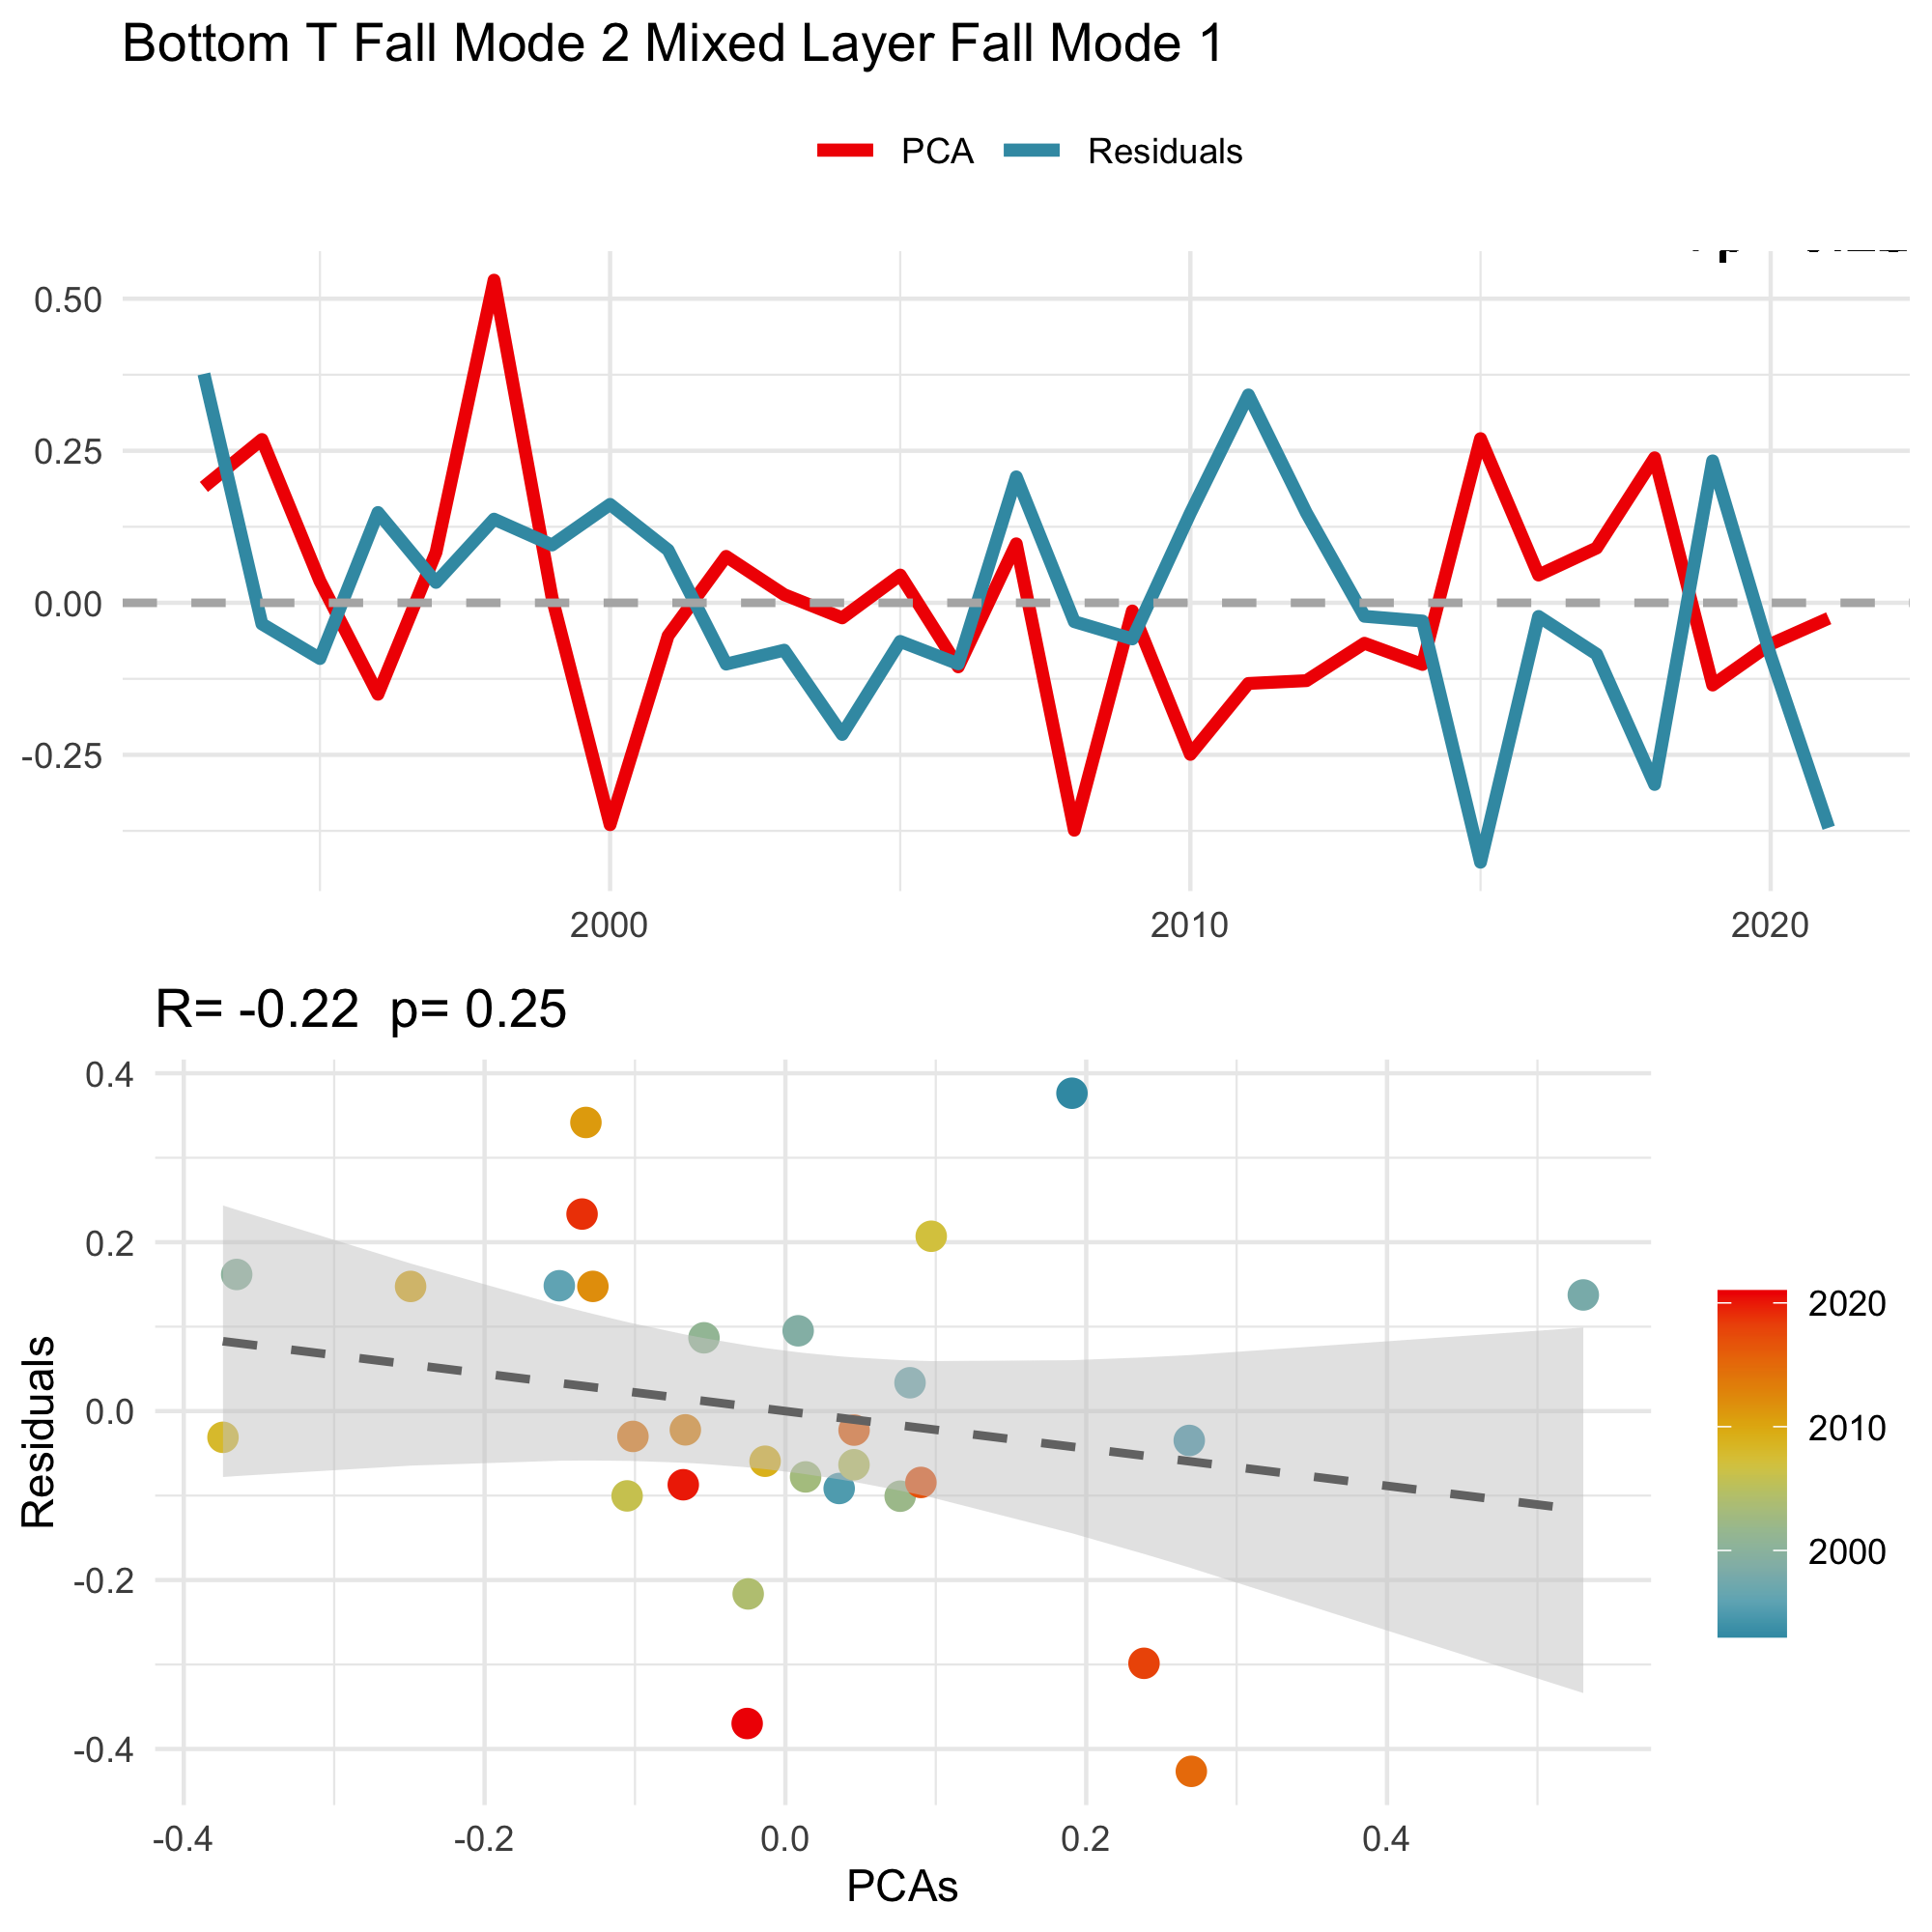 Bottom T Fall Mode 2 Mixed Layer Fall Mode 1
PCA Residuals
0.50
0.25
0.00
-0.25
2000 2010 2020
R= -0.22 p= 0.25
Residuals
0.4
0.2
0.0
-0.2
-0.4
-0.4 -0.2 0.0 0.2 0.4
PCAs
2020
2010
2000